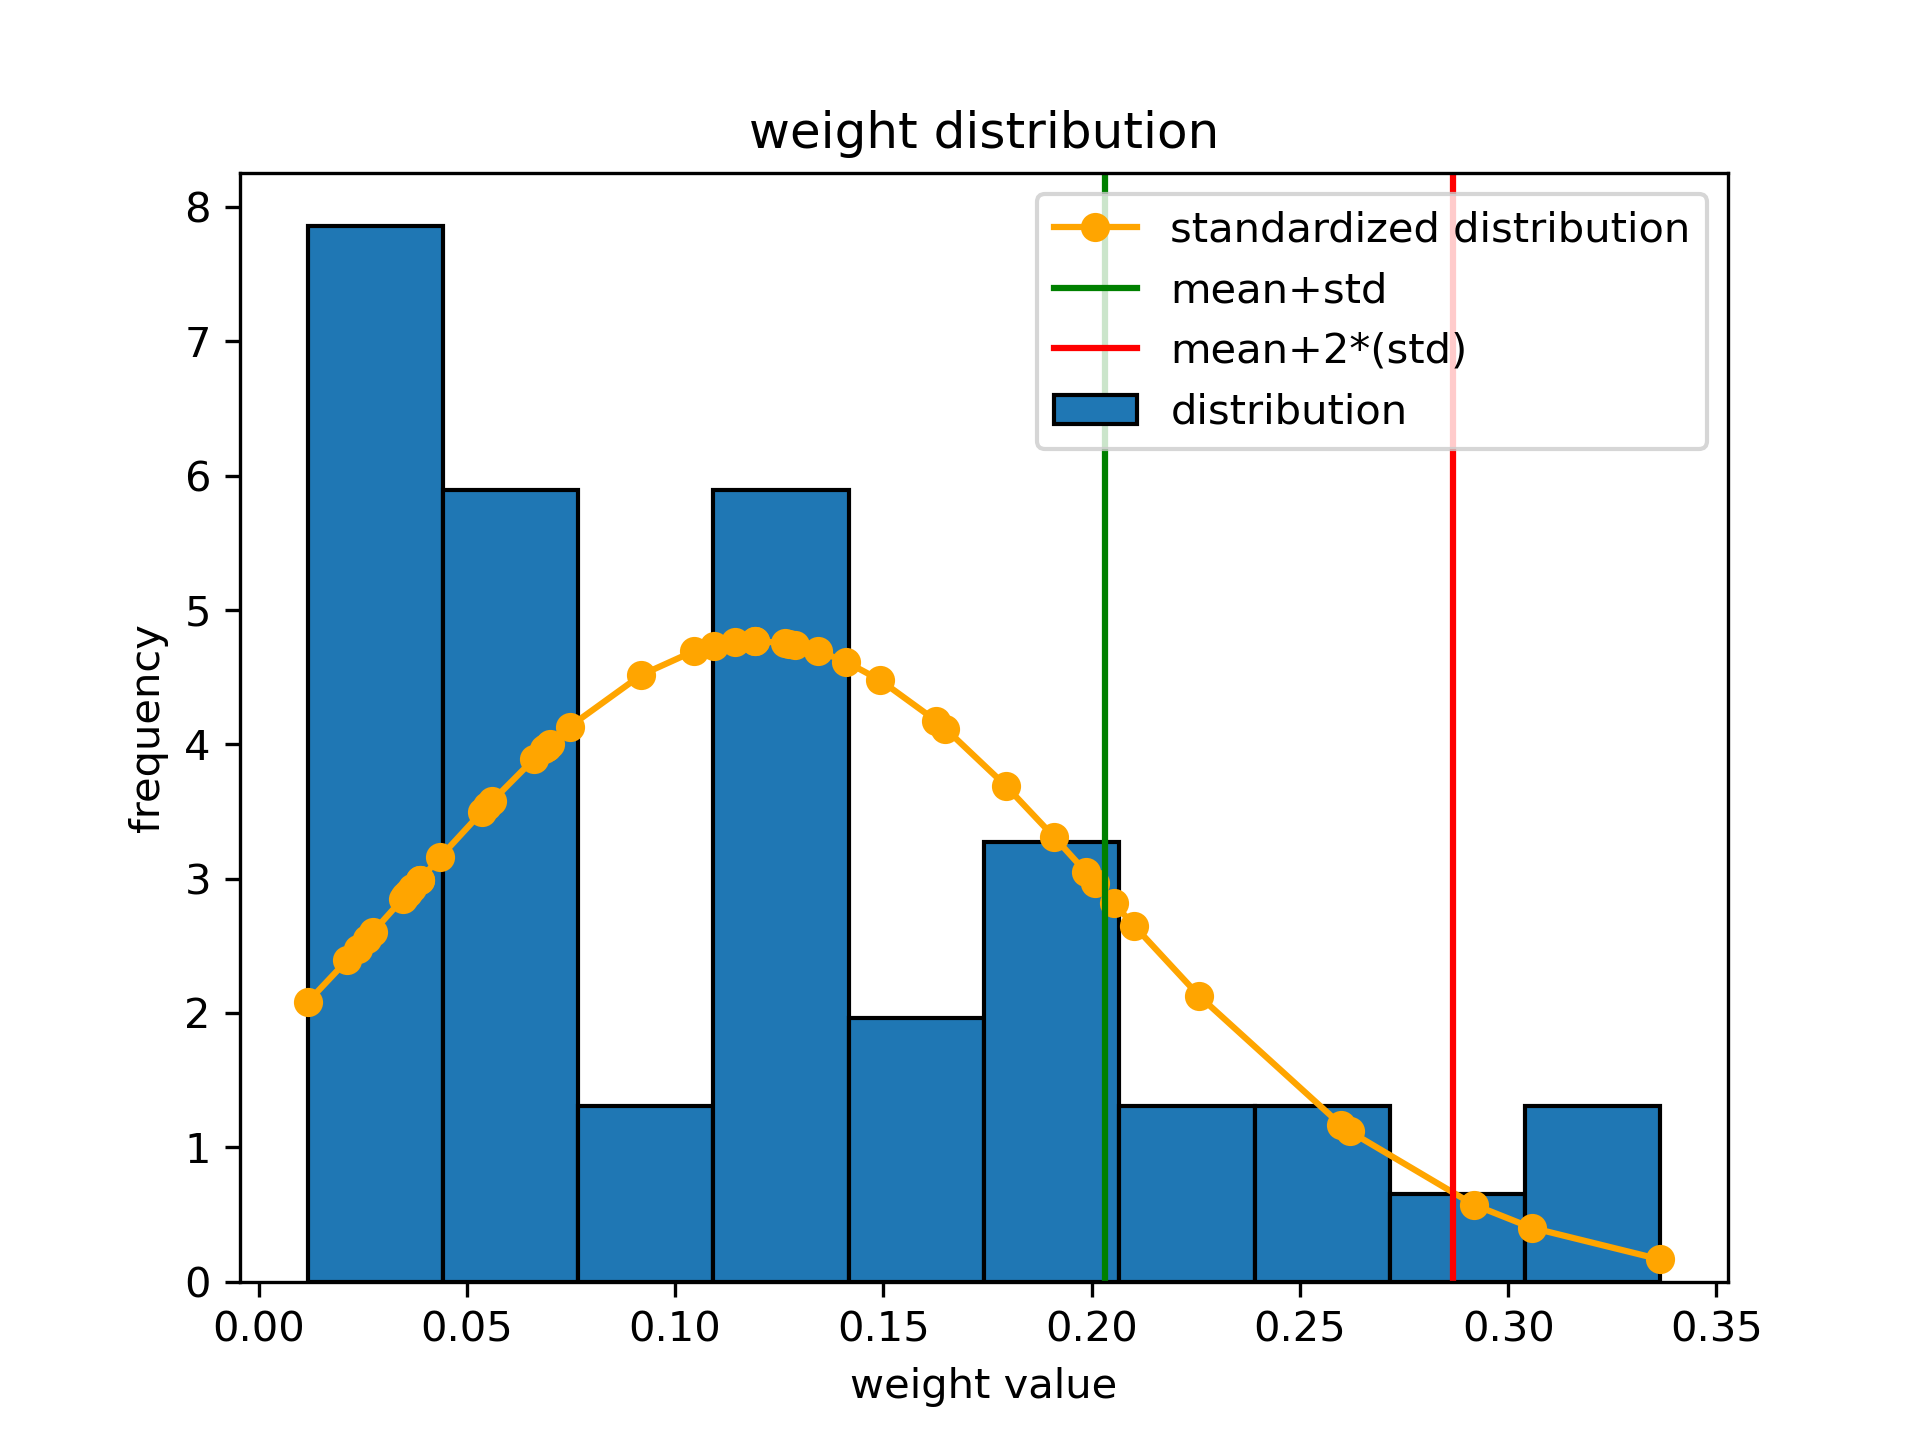 weight distribution
standardized distribution
mean+std
mean+2*(std)
distribution
frequency
8
7
6
5
4
3
2
1
0
0.00 0.05 0.10 0.15 0.20 0.25 0.30 0.35
weight value